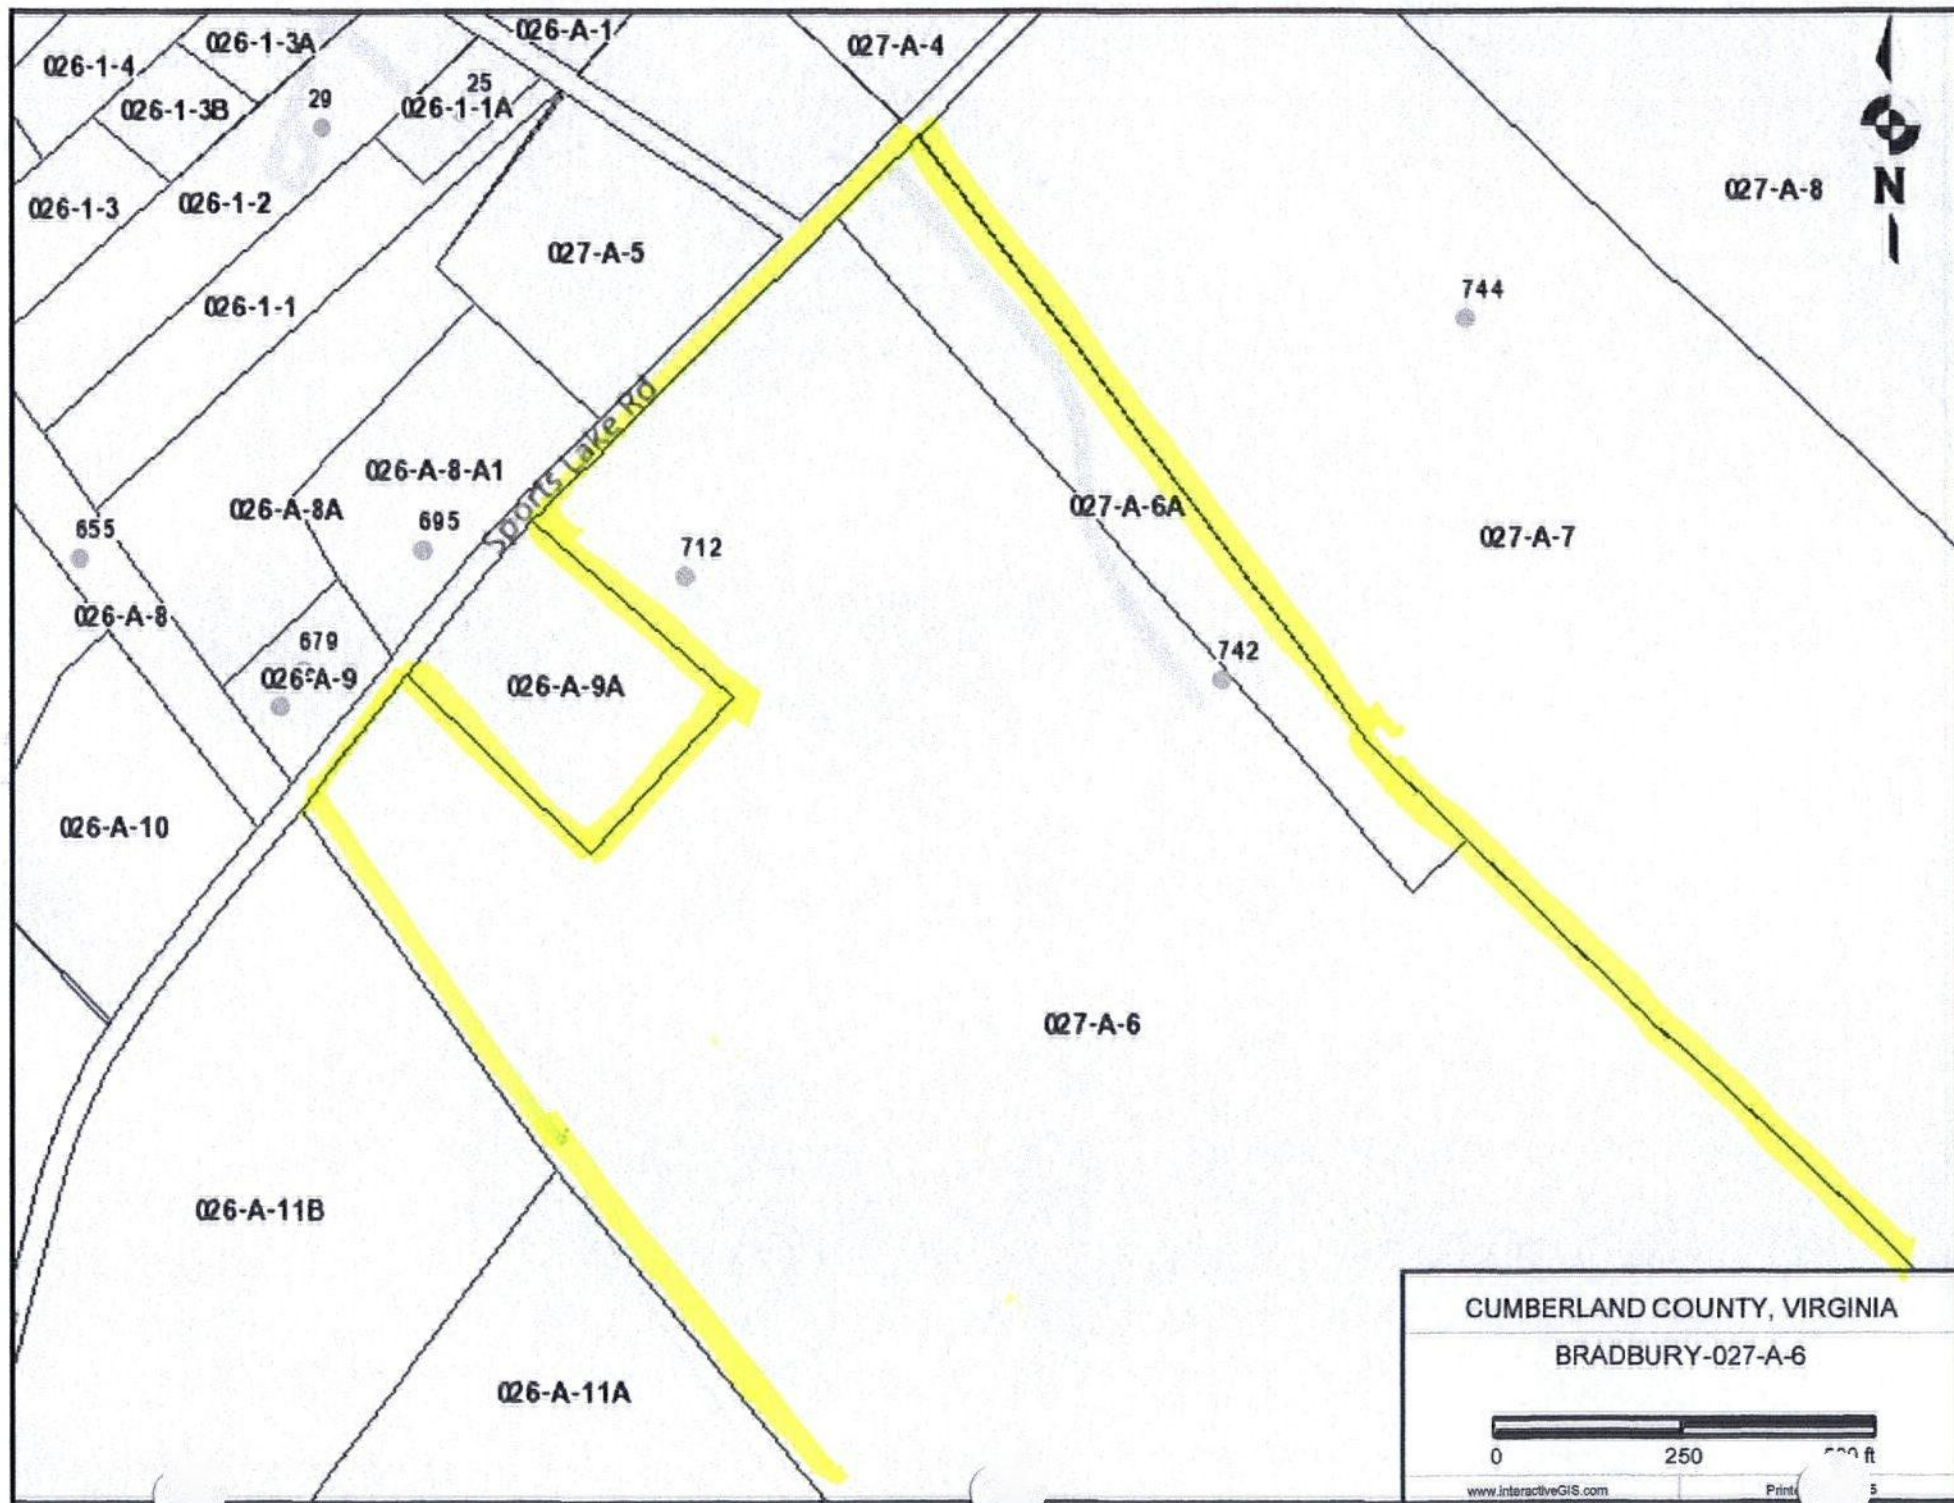 026-A-1
026-1-3A
027-A-4
026-1-4
25
29
026-1-3B
026-1-1A
N
027-A-8
026-1-3
026-1-2
027-A-5
744
026-1-1
Sports Lake Rd
026-A-8-A1
026-A-8A
695
655
027-A-6A
027-A-7
712
026-A-8
679
742
026-A-9
026-A-9A
026-A-10
027-A-6
026-A-11B
026-A-11A
CUMBERLAND COUNTY, VIRGINIA
BRADBURY-027-A-6
0 250 ft
www.interactiveGIS.com